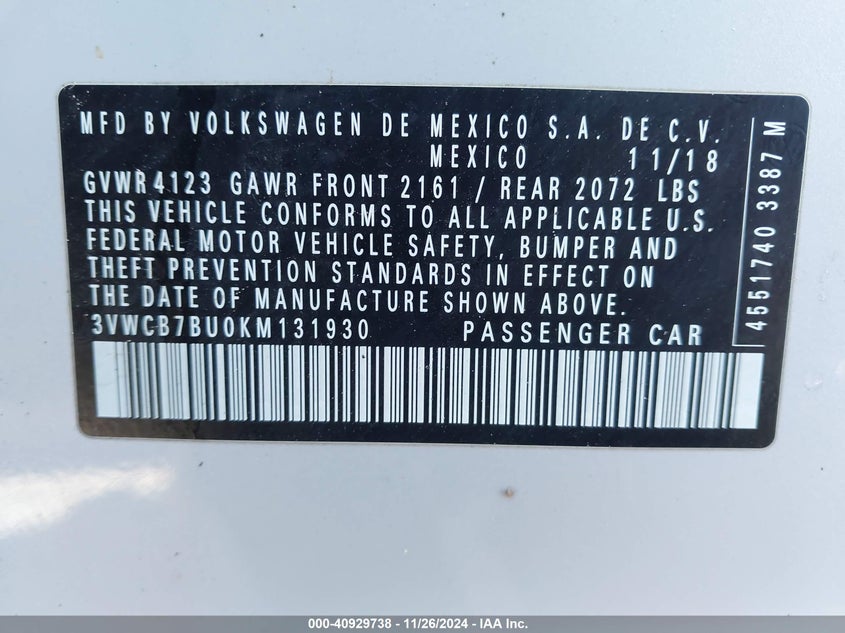 MFD BY VOLKSWAGEN DE MEXICO S.A. DE C.V.
MEXICO 11/18
GVWR 4123 GAWR FRONT 2161 / REAR 2072 LBS
THIS VEHICLE CONFORMS TO ALL APPLICABLE U.S.
FEDERAL MOTOR VEHICLE SAFETY, BUMPER AND
THEFT PREVENTION STANDARDS IN EFFECT ON
THE DATE OF MANUFACTURE SHOWN ABOVE.
3VWCB7BU0KM131930 PASSENGER CAR
4551740 3387 M
000-40929738 - 11/26/2024 - IAA Inc.